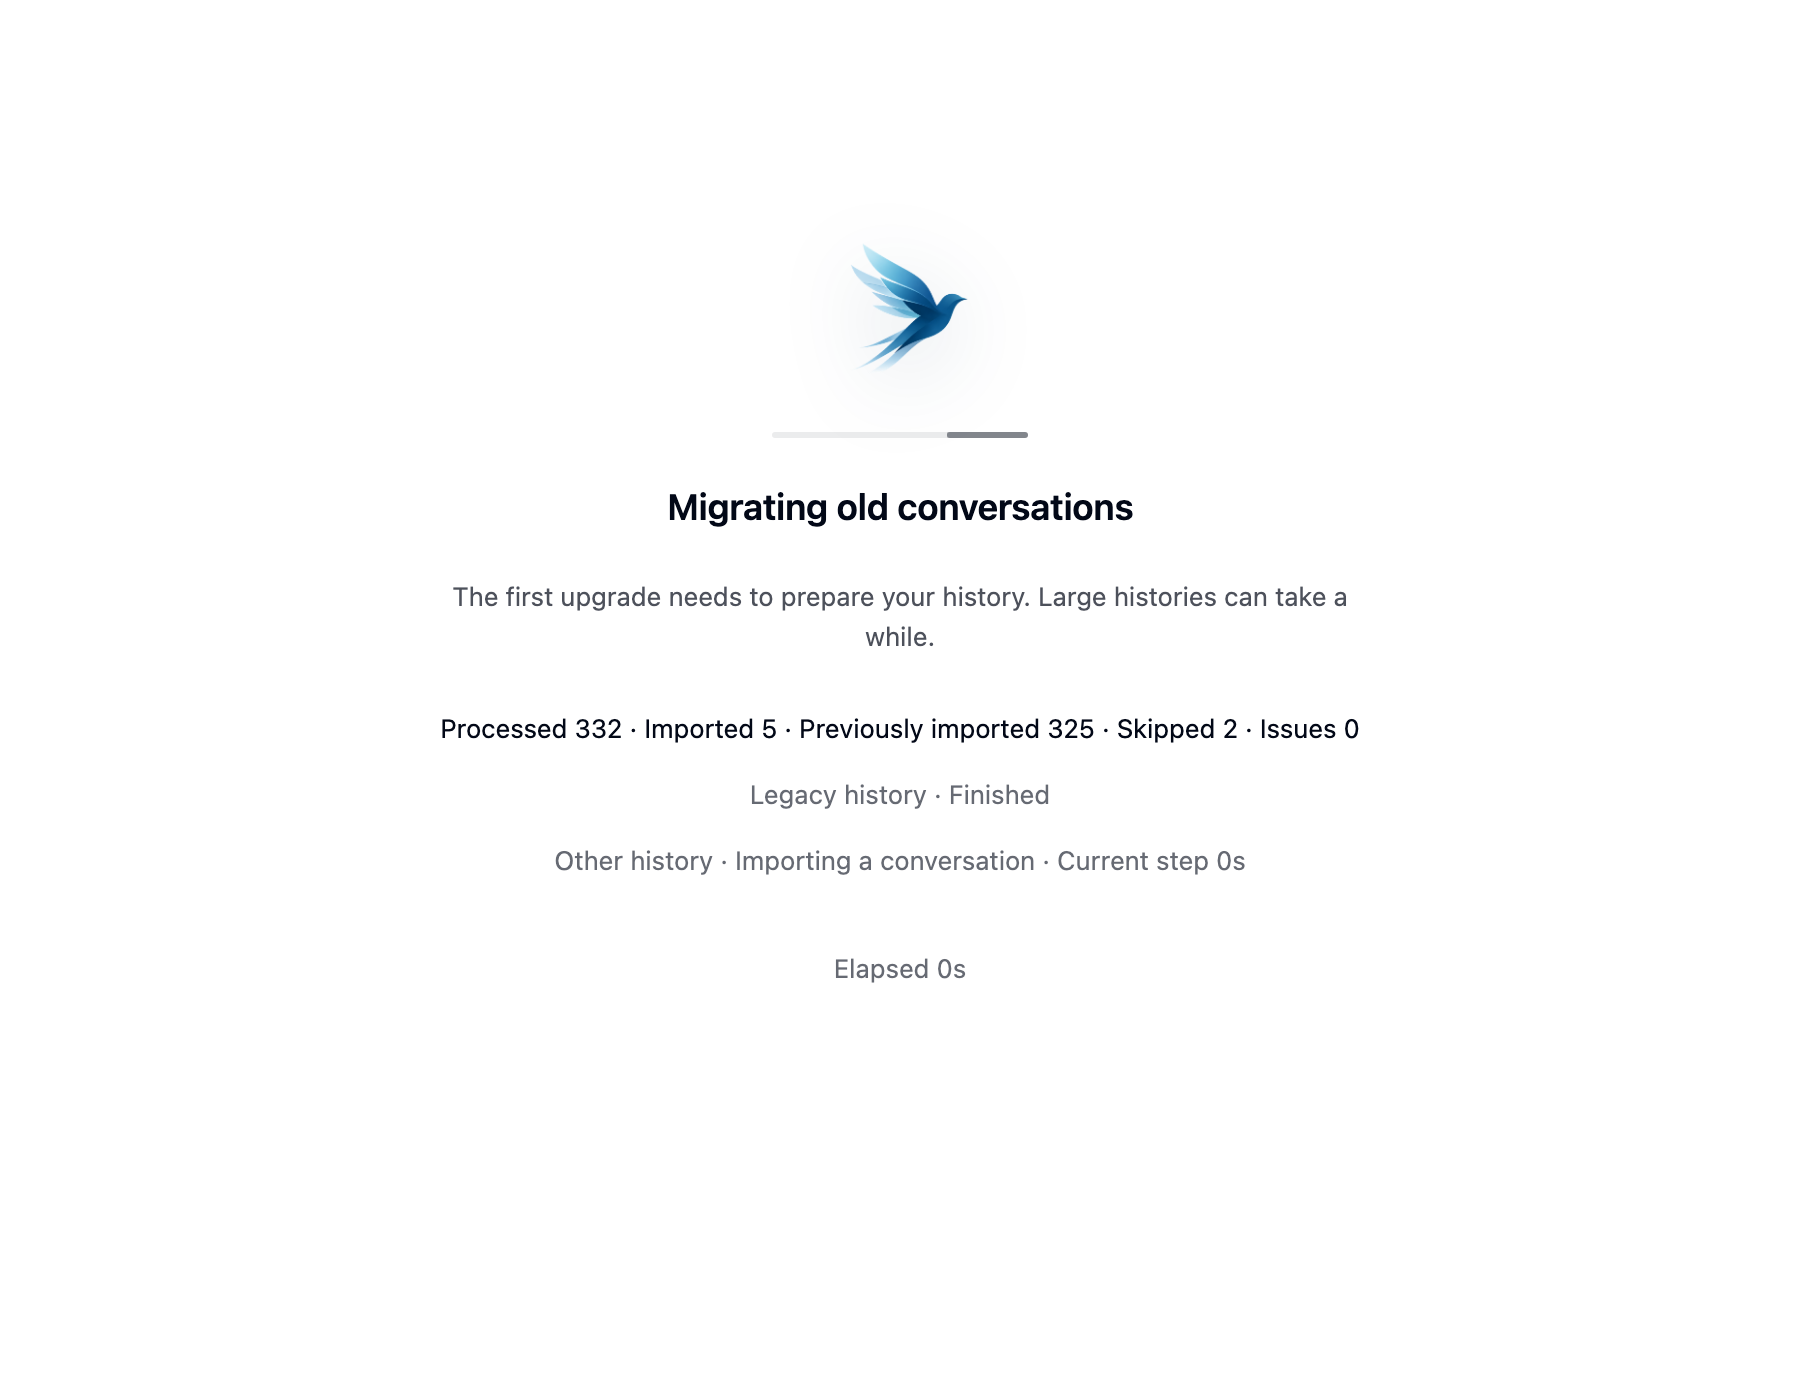 Migrating old conversations
The first upgrade needs to prepare your history. Large histories can take a
while.
Processed 332 · Imported 5 · Previously imported 325 · Skipped 2 · Issues 0
Legacy history · Finished
Other history · Importing a conversation · Current step 0s
Elapsed 0s